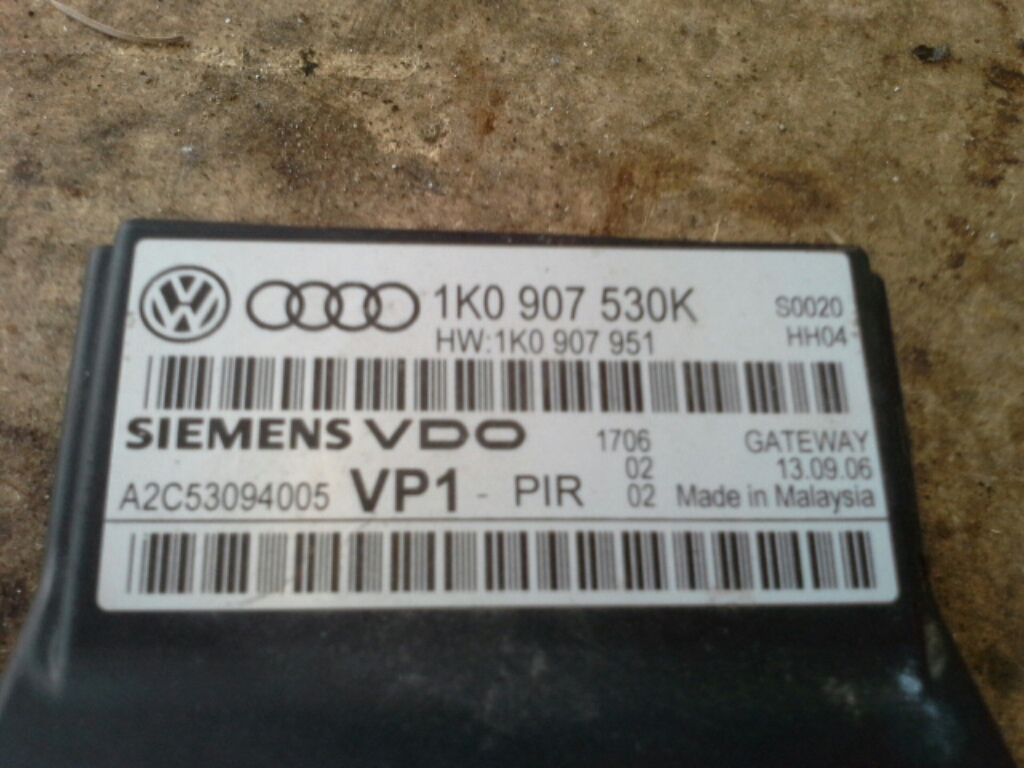 1K0 907 530K S0020
HW:1K0 907 951 HH04
SIEMENS VDO 1706 GATEWAY
02 13.09.06
A2C53094005 VP1 - PIR 02 Made in Malaysia